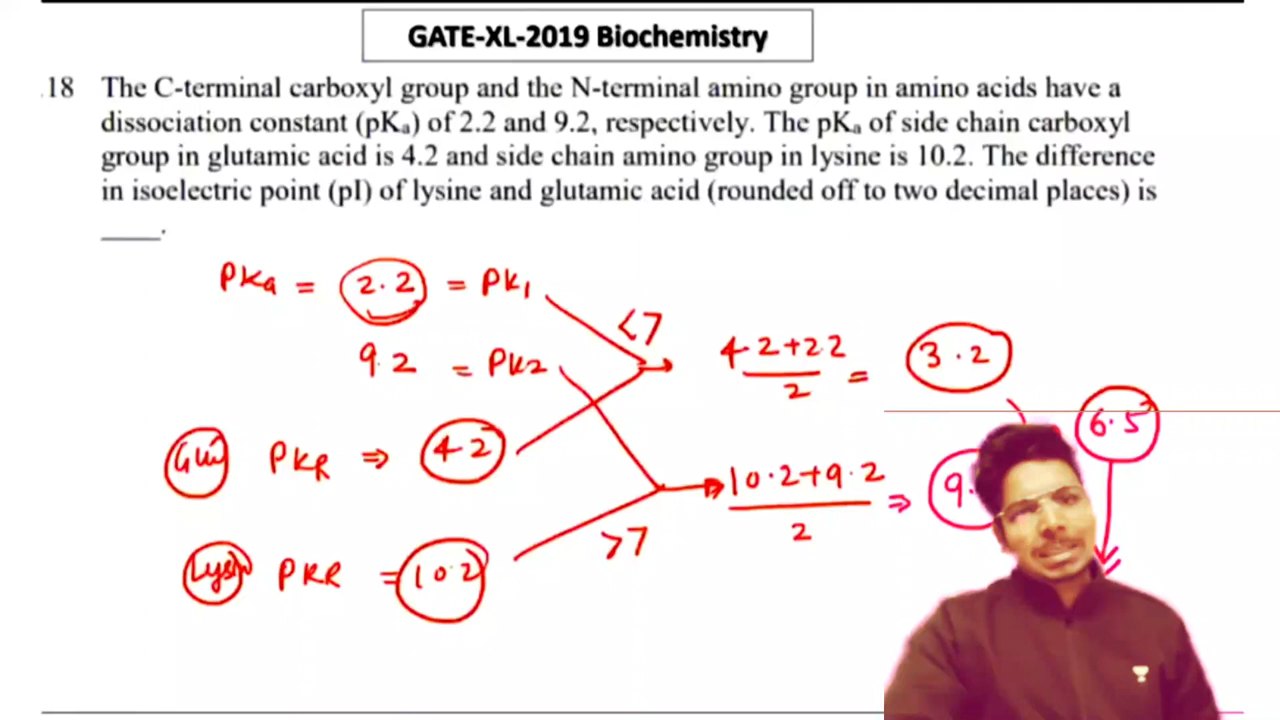 GATE-XL-2019 Biochemistry
18 The C-terminal carboxyl group and the N-terminal amino group in amino acids have a
dissociation constant (pKₐ) of 2.2 and 9.2, respectively. The pKₐ of side chain carboxyl
group in glutamic acid is 4.2 and side chain amino group in lysine is 10.2. The difference
in isoelectric point (pI) of lysine and glutamic acid (rounded off to two decimal places) is
____.
PKa = 2.2 = PK1
<7
4.2+2.2 / 2 = 3.2
9.2 = PK2
6.5
PKR ⇒ 4.2
10.2+9.2 / 2 ⇒ 9.
>7
Lysin PKR = 10.2